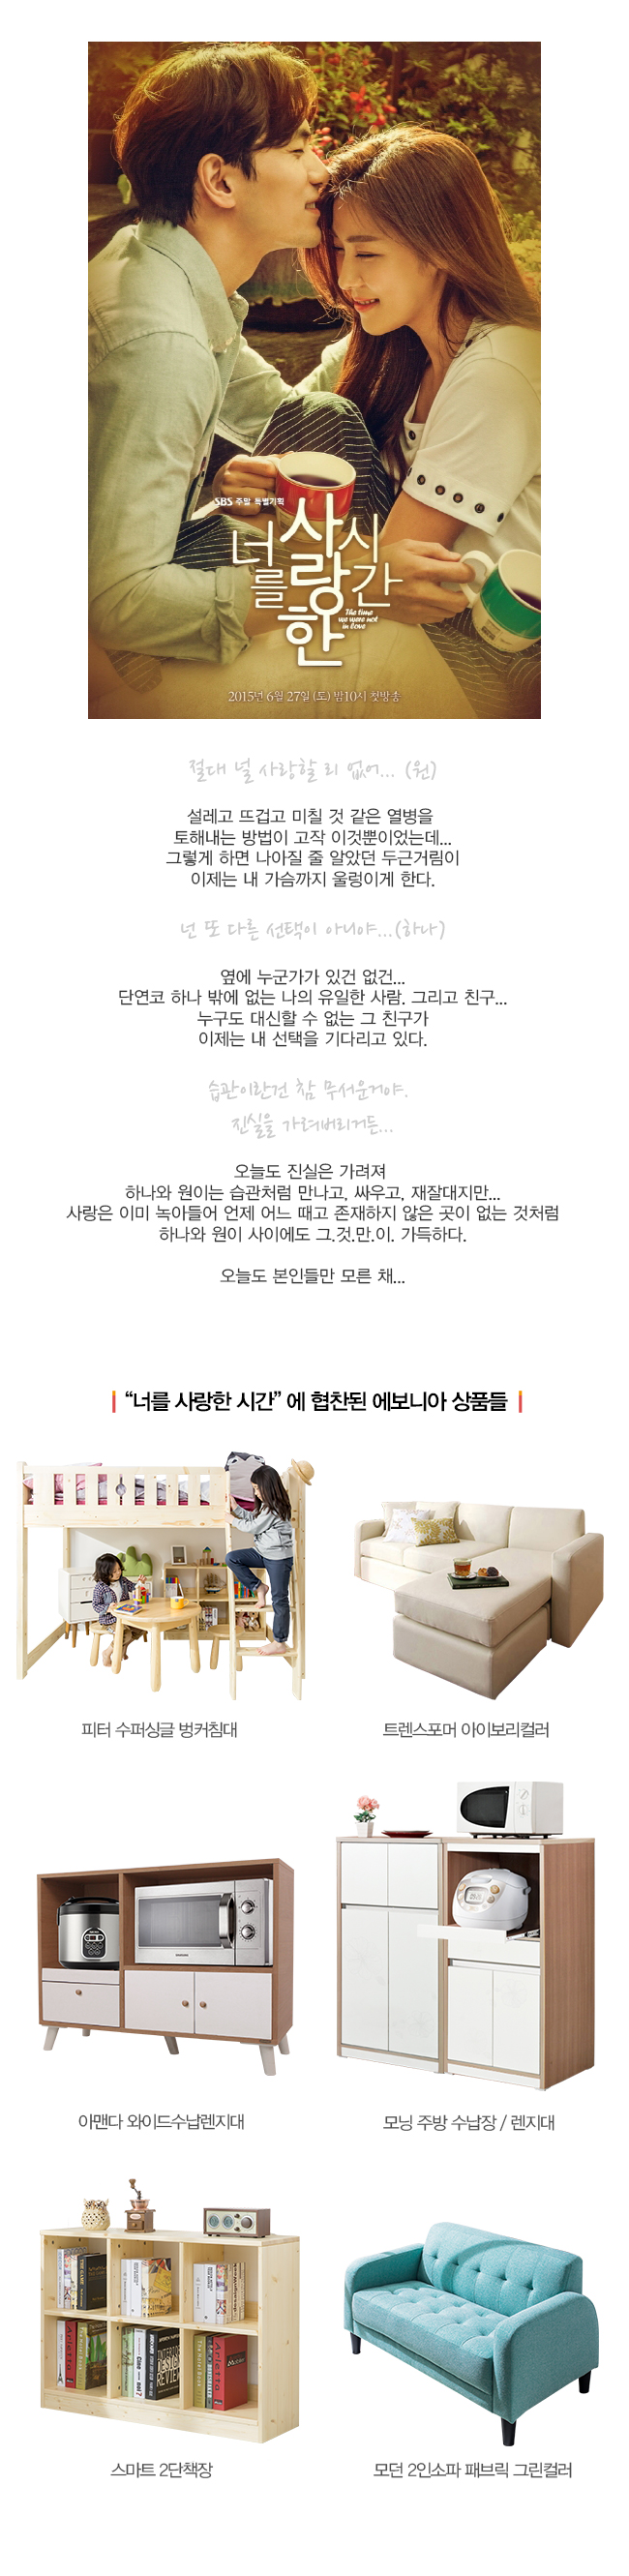 SBS 주말 특별기획
너를 사랑한 시간
The time
we were not
in love
2015년 6월 27일 (토) 밤10시 첫방송
절대 널 사랑할 리 없어... (원)
설레고 뜨겁고 미칠 것 같은 열병을
토해내는 방법이 고작 이것뿐이었는데...
그렇게 하면 나아질 줄 알았던 두근거림이
이제는 내 가슴까지 울렁이게 한다.
넌 또 다른 선택이 아니야...(하나)
옆에 누군가가 있건 없건...
단연코 하나 밖에 없는 나의 유일한 사람. 그리고 친구...
누구도 대신할 수 없는 그 친구가
이제는 내 선택을 기다리고 있다.
습관이란건 참 무서운거야.
진실을 가려버리거든...
오늘도 진실은 가려져
하나와 원이는 습관처럼 만나고, 싸우고, 재잘대지만...
사랑은 이미 녹아들어 언제 어느 때고 존재하지 않은 곳이 없는 것처럼
하나와 원이 사이에도 그.것.만.이. 가득하다.
오늘도 본인들만 모른 채...
“너를 사랑한 시간” 에 협찬된 에보니아 상품들
피터 수퍼싱글 벙커침대
트렌스포머 아이보리컬러
아맨다 와이드수납렌지대
모닝 주방 수납장 / 렌지대
스마트 2단책장
모던 2인소파 패브릭 그린컬러